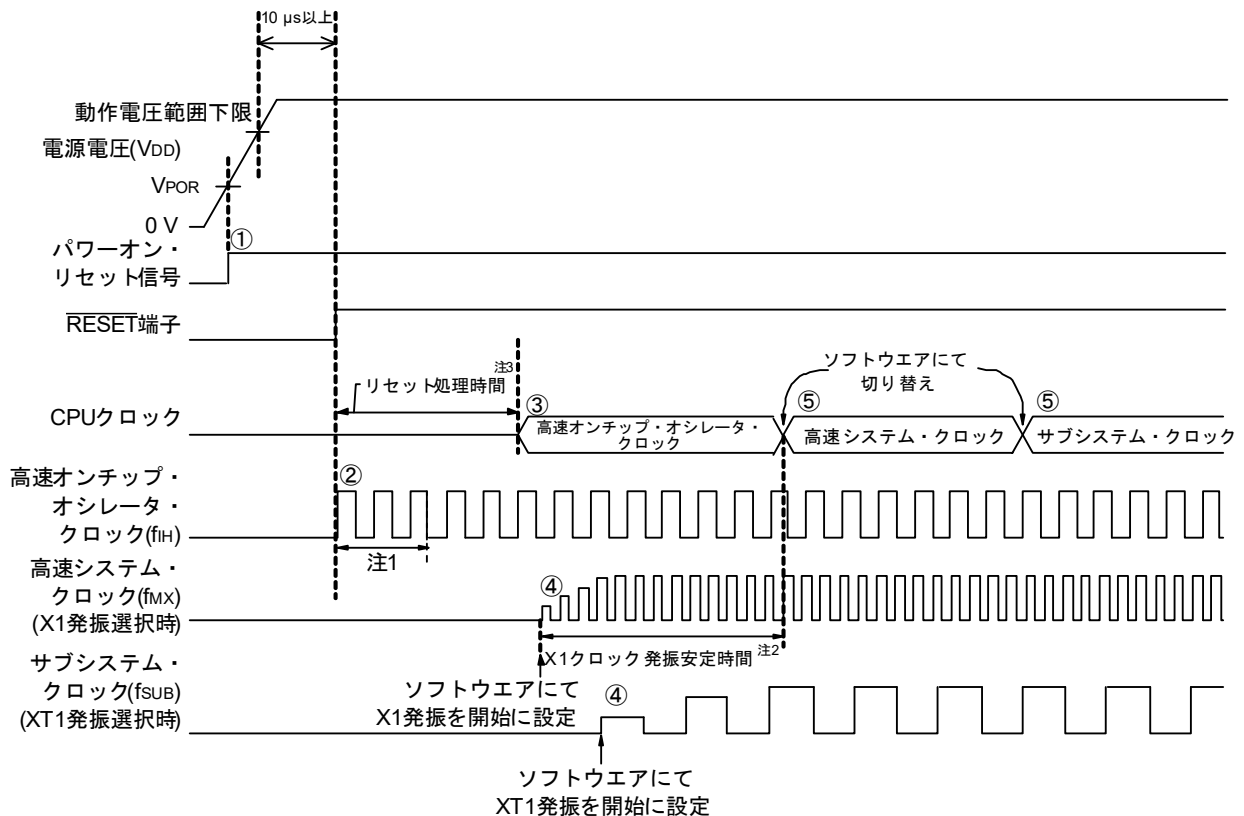 10 μs以上
動作電圧範囲下限
電源電圧(VDD)
VPOR
0 V
①
パワーオン・
リセット信号
RESET端子
リセット処理時間 注3
ソフトウエアにて
切り替え
CPUクロック
③
高速オンチップ・オシレータ・
クロック
⑤
高速システム・クロック
⑤
サブシステム・クロック
高速オンチップ・
オシレータ・
クロック(fIH)
②
注1
高速システム・
クロック(fMX)
(X1発振選択時)
④
X1クロック発振安定時間 注2
ソフトウエアにて
X1発振を開始に設定
サブシステム・
クロック(fSUB)
(XT1発振選択時)
④
ソフトウエアにて
XT1発振を開始に設定